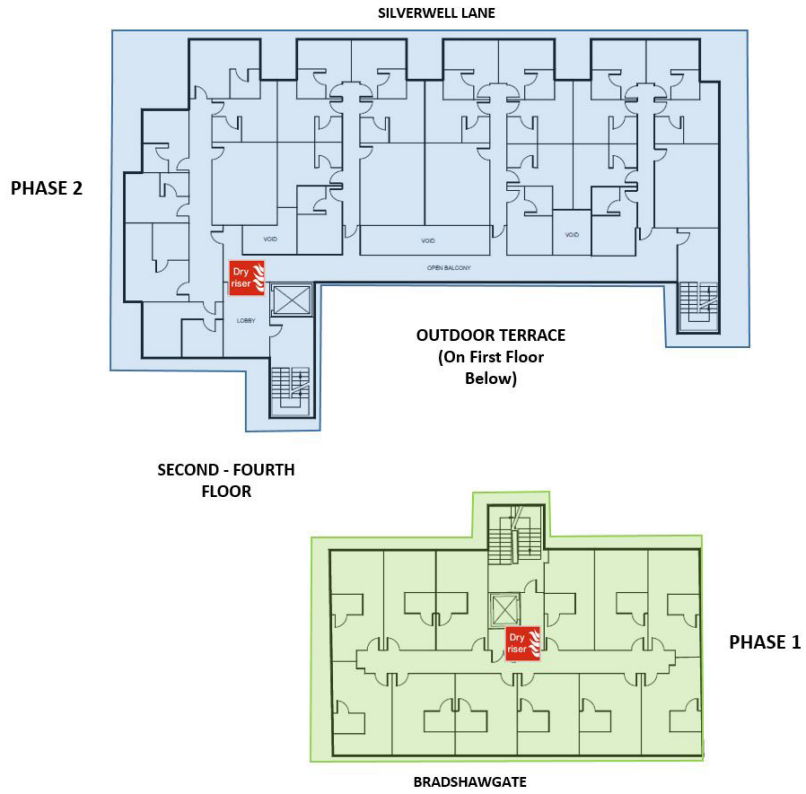 SILVERWELL LANE
PHASE 2
VOID
VOID
VOID
OPEN BALCONY
Dry
riser
LOBBY
OUTDOOR TERRACE
(On First Floor
Below)
SECOND - FOURTH
FLOOR
Dry
riser
PHASE 1
BRADSHAWGATE